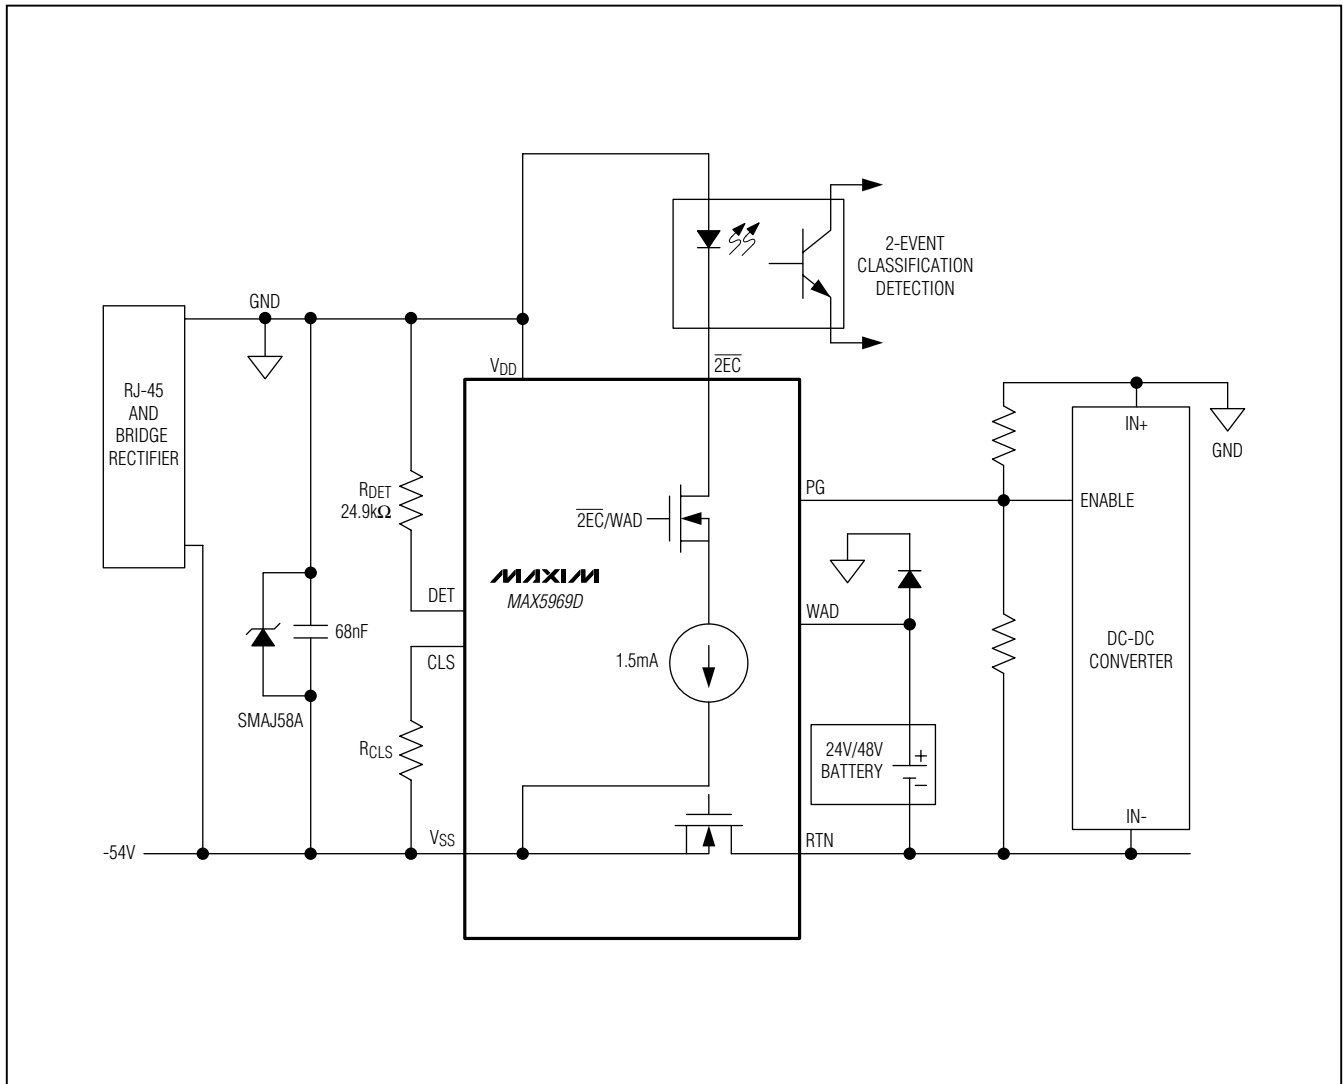 2-EVENT
CLASSIFICATION
DETECTION
GND
VDD
2EC
RJ-45
AND
BRIDGE
RECTIFIER
IN+
GND
RDET
24.9kΩ
PG
ENABLE
2EC/WAD
MAXIM
MAX5969D
DET
WAD
68nF
CLS
1.5mA
DC-DC
CONVERTER
SMAJ58A
RCLS
24V/48V
BATTERY
+
−
IN-
-54V
VSS
RTN